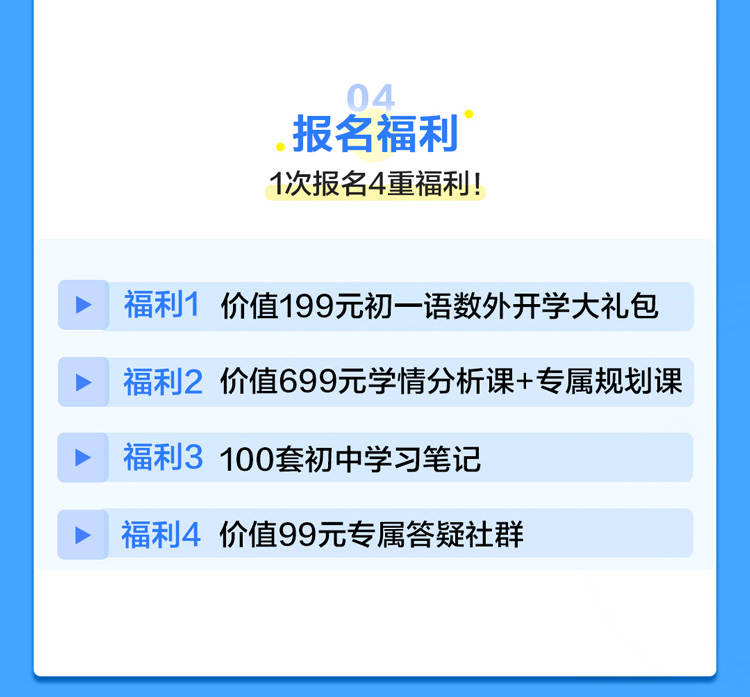 04
报名福利
1次报名4重福利!
福利1 价值199元初一语数外开学大礼包
福利2 价值699元学情分析课+专属规划课
福利3 100套初中学习笔记
福利4 价值99元专属答疑社群